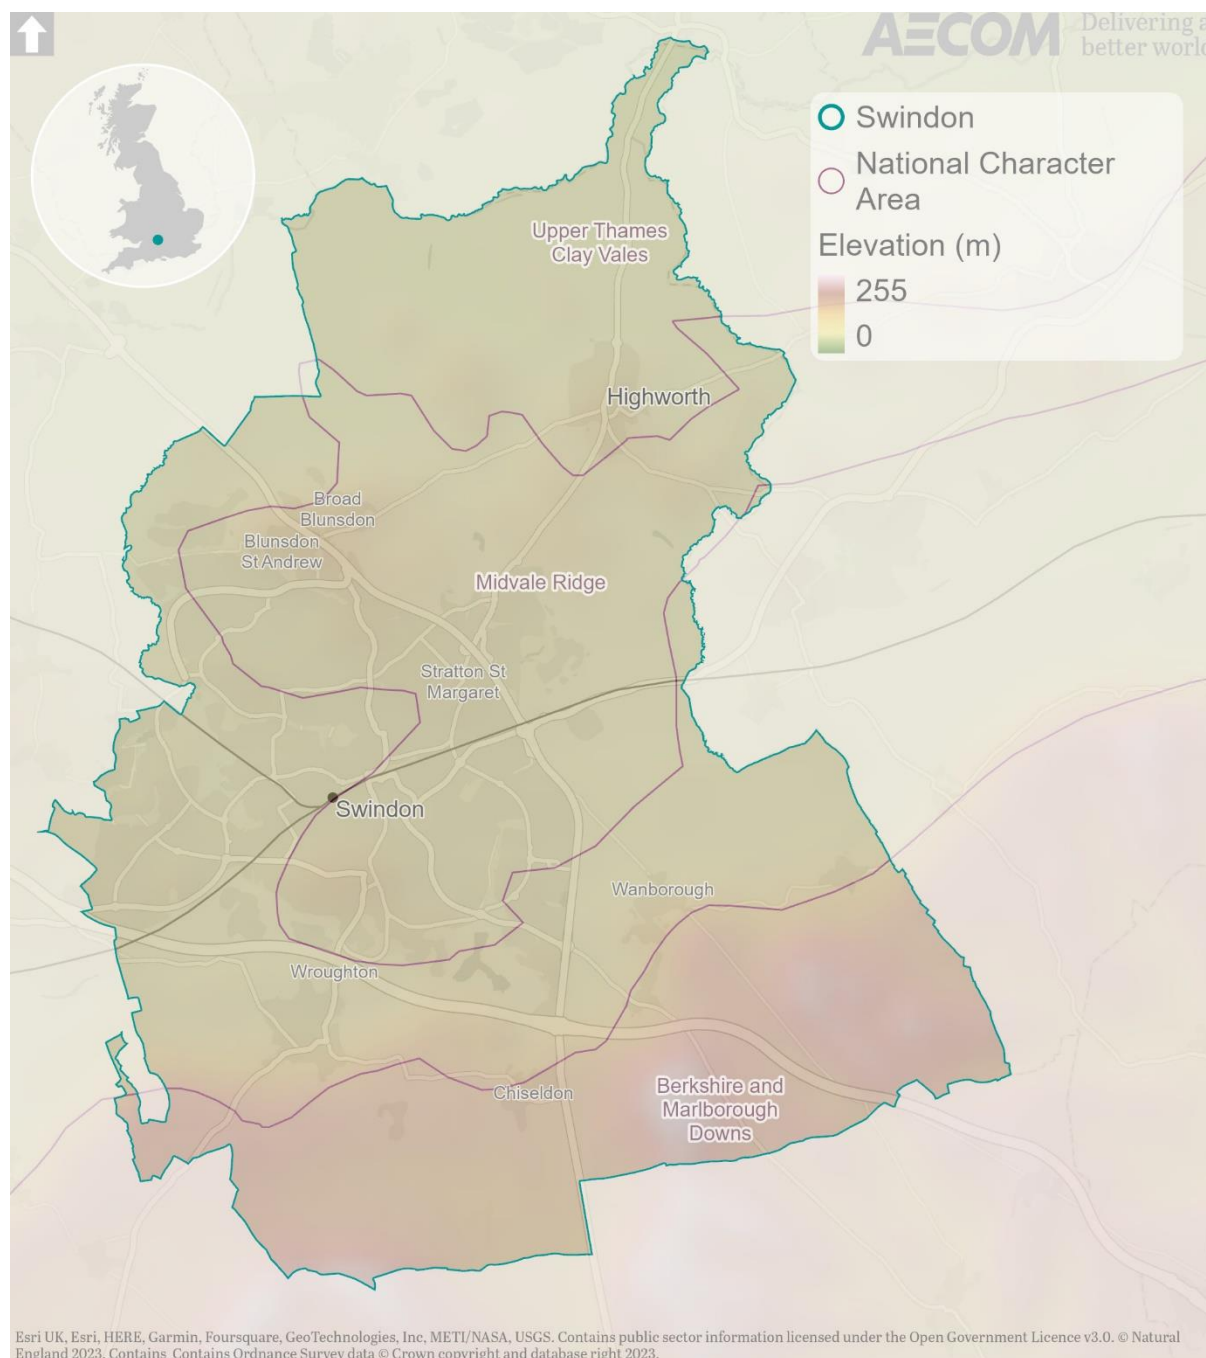 AECOM
Delivering a
better world
Swindon
National Character
Area
Elevation (m)
255
0
Upper Thames
Clay Vales
Highworth
Broad
Blunsdon
Blunsdon
St Andrew
Midvale Ridge
Stratton St
Margaret
Swindon
Wanborough
Wroughton
Chiseldon
Berkshire and
Marlborough
Downs
Esri UK, Esri, HERE, Garmin, Foursquare, GeoTechnologies, Inc, METI/NASA, USGS. Contains public sector information licensed under the Open Government Licence v3.0. © Natural
England 2023. Contains Contains Ordnance Survey data © Crown copyright and database right 2023.